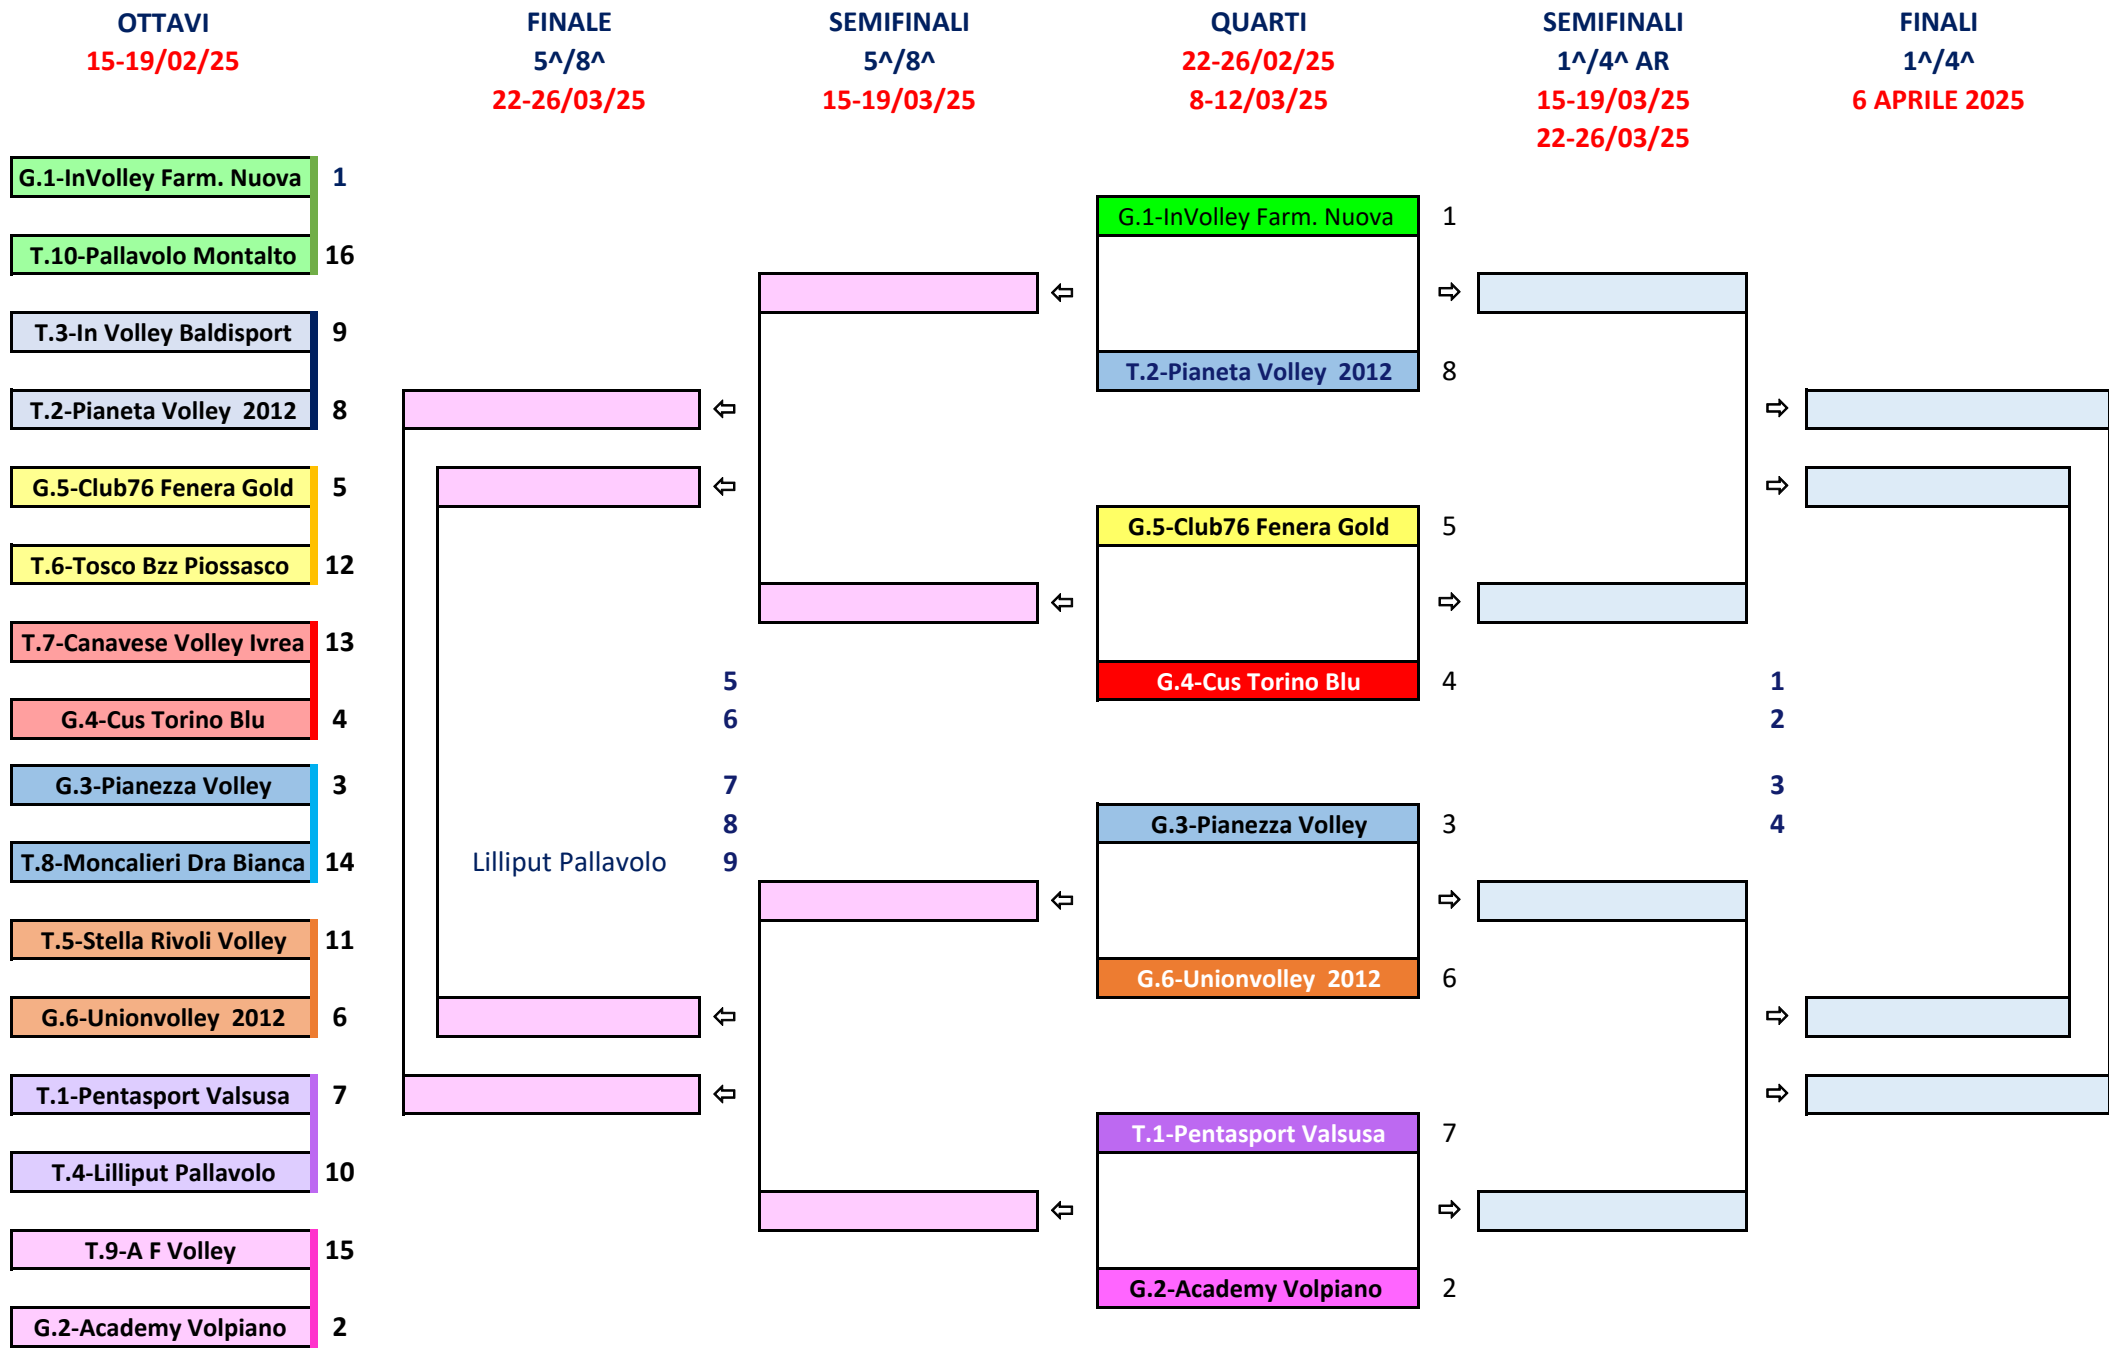 OTTAVI
15-19/02/25
FINALE
5^/8^
22-26/03/25
SEMIFINALI
5^/8^
15-19/03/25
QUARTI
22-26/02/25
8-12/03/25
SEMIFINALI
1^/4^ AR
15-19/03/25
22-26/03/25
FINALI
1^/4^
6 APRILE 2025
G.1-InVolley Farm. Nuova 1
T.10-Pallavolo Montalto 16
T.3-In Volley Baldisport 9
T.2-Pianeta Volley 2012 8
G.5-Club76 Fenera Gold 5
T.6-Tosco Bzz Piossasco 12
T.7-Canavese Volley Ivrea 13
G.4-Cus Torino Blu 4
G.3-Pianezza Volley 3
T.8-Moncalieri Dra Bianca 14
T.5-Stella Rivoli Volley 11
G.6-Unionvolley 2012 6
T.1-Pentasport Valsusa 7
T.4-Lilliput Pallavolo 10
T.9-A F Volley 15
G.2-Academy Volpiano 2
5
6
7
8
Lilliput Pallavolo 9
G.1-InVolley Farm. Nuova 1
T.2-Pianeta Volley 2012 8
G.5-Club76 Fenera Gold 5
G.4-Cus Torino Blu 4
G.3-Pianezza Volley 3
G.6-Unionvolley 2012 6
T.1-Pentasport Valsusa 7
G.2-Academy Volpiano 2
1
2
3
4